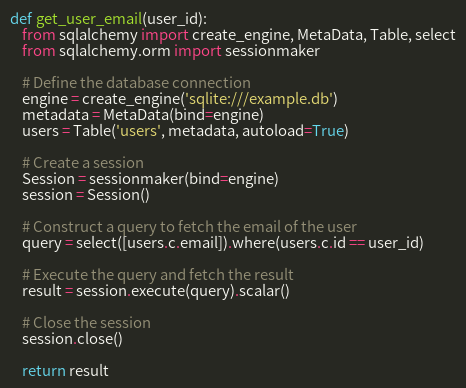 def get_user_email(user_id):
    from sqlalchemy import create_engine, MetaData, Table, select
    from sqlalchemy.orm import sessionmaker

    # Define the database connection
    engine = create_engine('sqlite:///example.db')
    metadata = MetaData(bind=engine)
    users = Table('users', metadata, autoload=True)

    # Create a session
    Session = sessionmaker(bind=engine)
    session = Session()

    # Construct a query to fetch the email of the user
    query = select([users.c.email]).where(users.c.id == user_id)

    # Execute the query and fetch the result
    result = session.execute(query).scalar()

    # Close the session
    session.close()

    return result